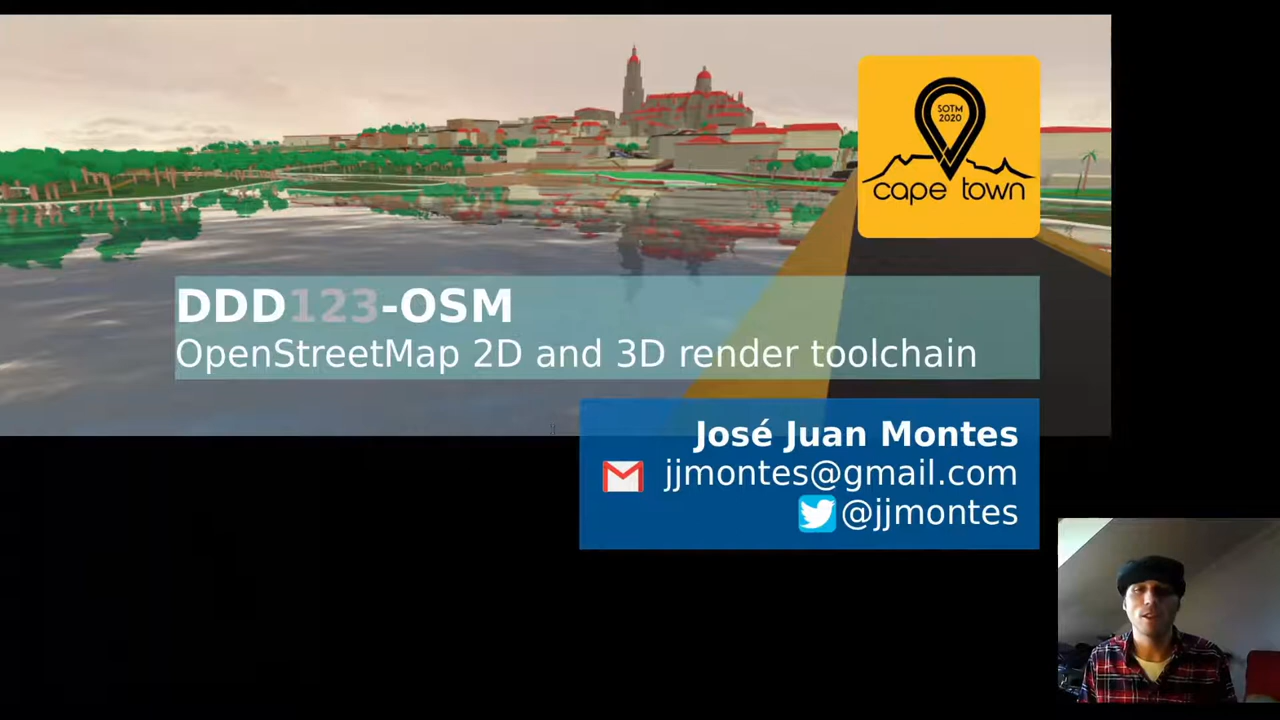 SOTM
2020
cape town
DDD123-OSM
OpenStreetMap 2D and 3D render toolchain
José Juan Montes
jjmontes@gmail.com
@jjmontes